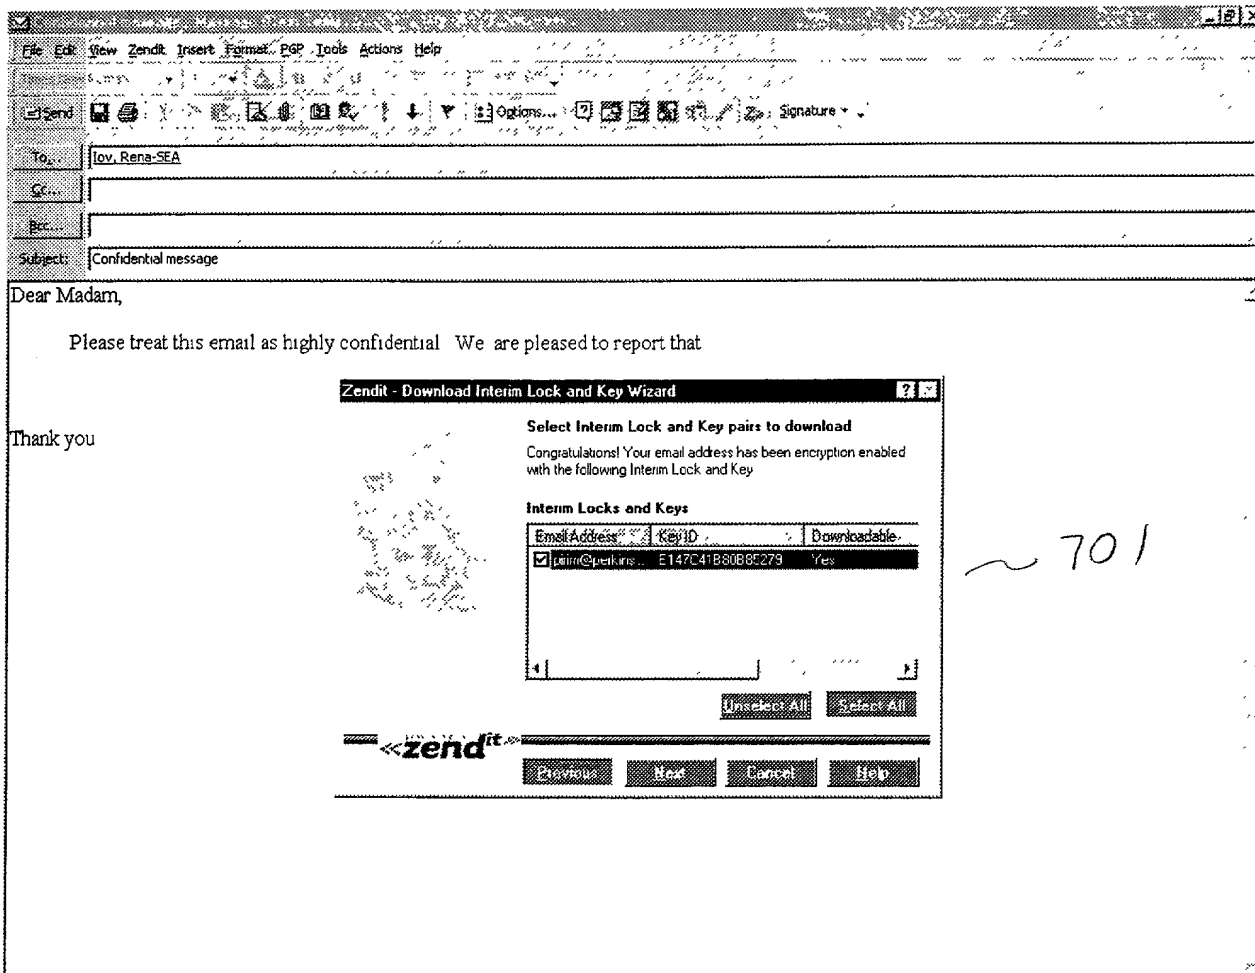 File Edit View Zendit Insert Format PGP Tools Actions Help
Send Options... Signature
To... Iov, Rena-SEA
Cc...
Bcc...
Subject: Confidential message
Dear Madam,
Please treat this email as highly confidential We are pleased to report that
Thank you
Zendit - Download Interim Lock and Key Wizard
Select Interim Lock and Key pairs to download
Congratulations! Your email address has been encryption enabled
with the following Interim Lock and Key
Interim Locks and Keys
Email Address Key ID Downloadable
E147C41B80B85279 Yes
Unselect All Select All
«zendit»
Previous Next Cancel Help
701